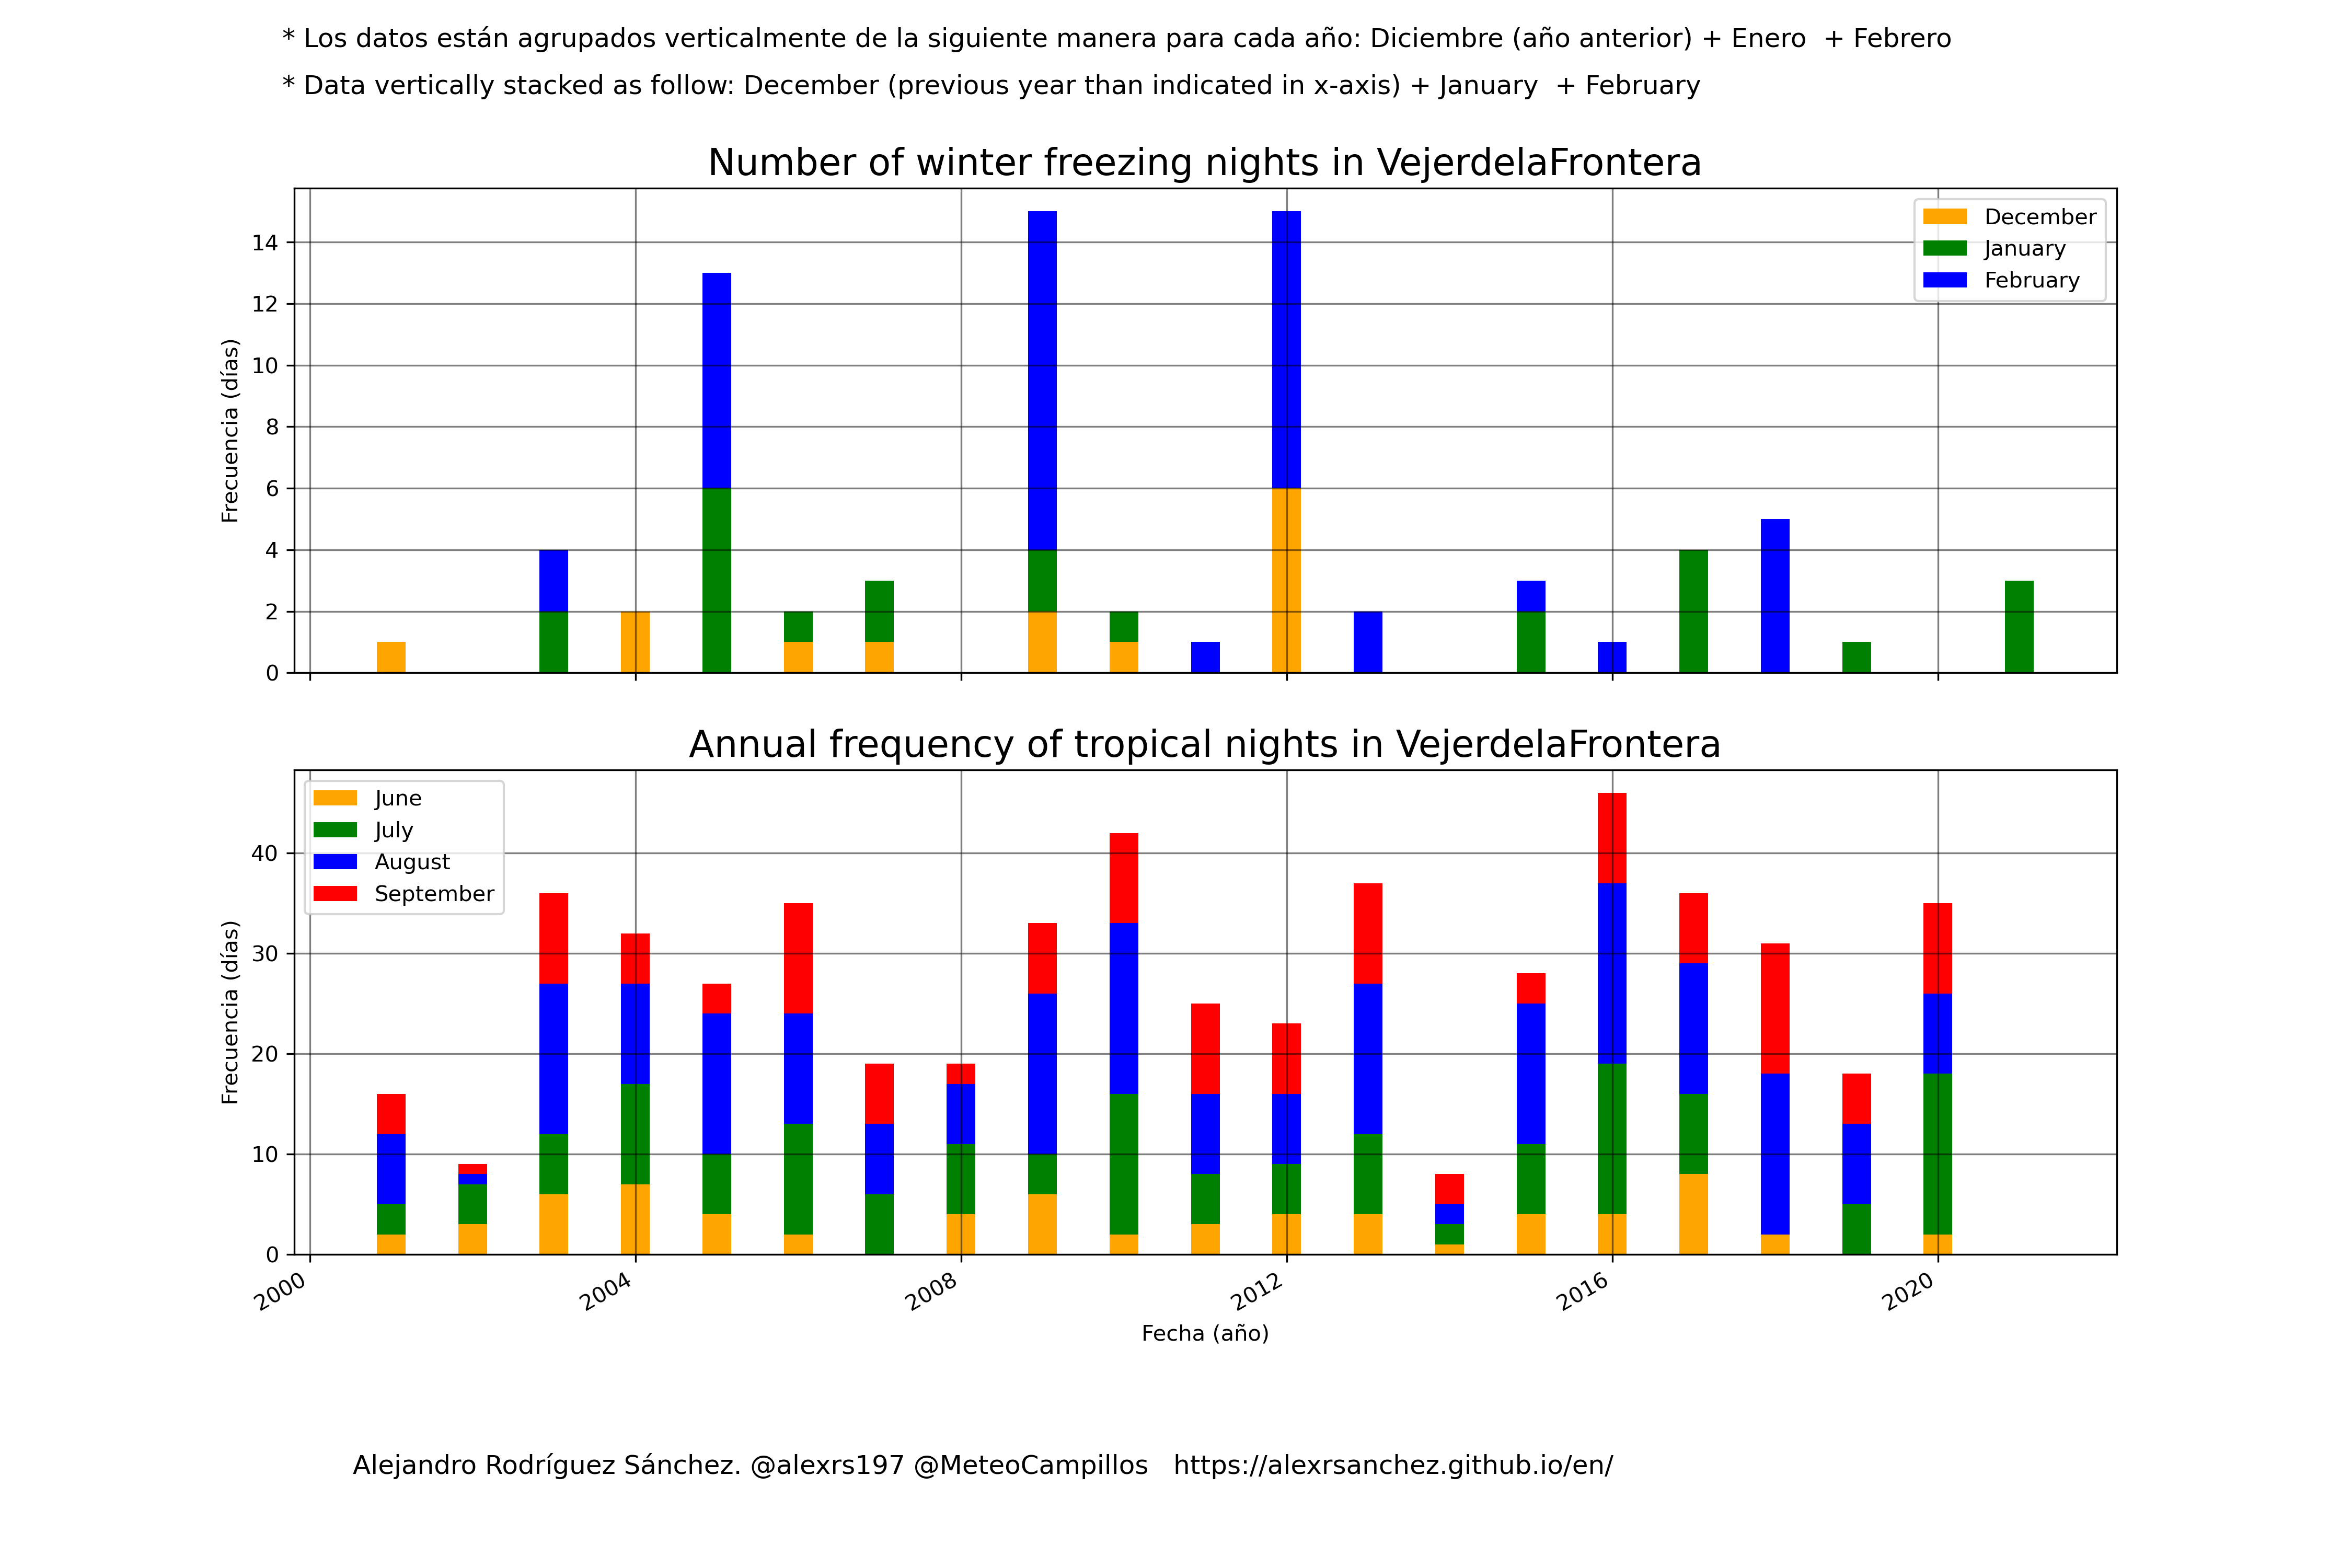 * Los datos están agrupados verticalmente de la siguiente manera para cada año: Diciembre (año anterior) + Enero  + Febrero
* Data vertically stacked as follow: December (previous year than indicated in x-axis) + January  + February
Number of winter freezing nights in VejerdelaFrontera
December
January
February
14
12
10
8
6
4
2
0
Frecuencia (días)
Annual frequency of tropical nights in VejerdelaFrontera
June
July
August
September
40
30
20
10
0
Frecuencia (días)
2000
2004
2008
2012
2016
2020
Fecha (año)
Alejandro Rodríguez Sánchez. @alexrs197 @MeteoCampillos   https://alexrsanchez.github.io/en/